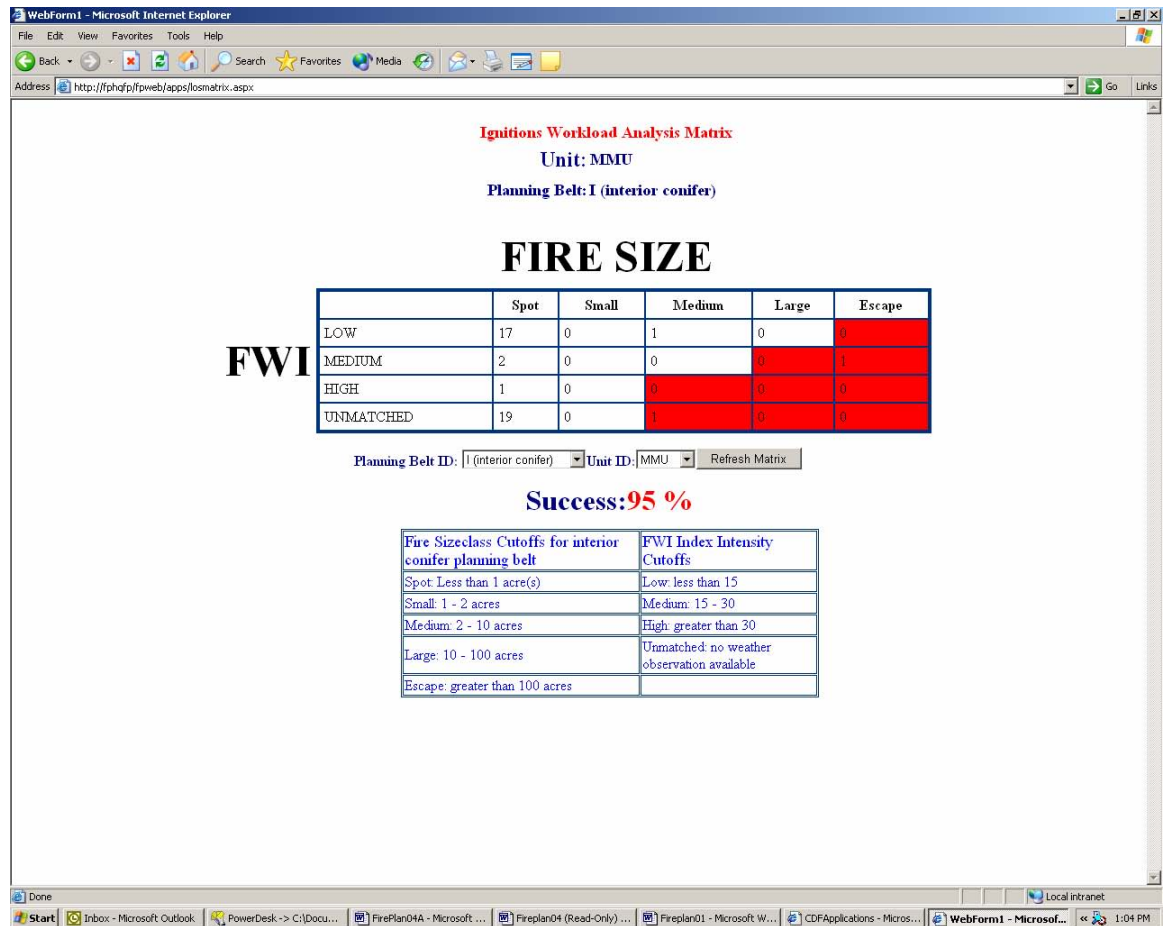 WebForm1 - Microsoft Internet Explorer
File Edit View Favorites Tools Help
Back Search Favorites Media
Address http://fphqfp/fpweb/apps/losmatrix.aspx Go Links
Ignitions Workload Analysis Matrix
Unit: MMU
Planning Belt: I (interior conifer)
FIRE SIZE
Spot Small Medium Large Escape
FWI
LOW 17 0 1 0 0
MEDIUM 2 0 0 0 1
HIGH 1 0 0 0 0
UNMATCHED 19 0 1 0 0
Planning Belt ID: I (interior conifer) Unit ID: MMU Refresh Matrix
Success:95 %
Fire Sizeclass Cutoffs for interior
conifer planning belt
FWI Index Intensity
Cutoffs
Spot: Less than 1 acre(s) Low: less than 15
Small: 1 - 2 acres Medium: 15 - 30
Medium: 2 - 10 acres High: greater than 30
Large: 10 - 100 acres
Unmatched: no weather
observation available
Escape: greater than 100 acres
Done Local intranet
Start Inbox - Microsoft Outlook PowerDesk -> C:\Docu... FirePlan04A - Microsoft ... Fireplan04 (Read-Only) ... Fireplan01 - Microsoft W... CDFApplications - Micros... WebForm1 - Microsof... « 1:04 PM